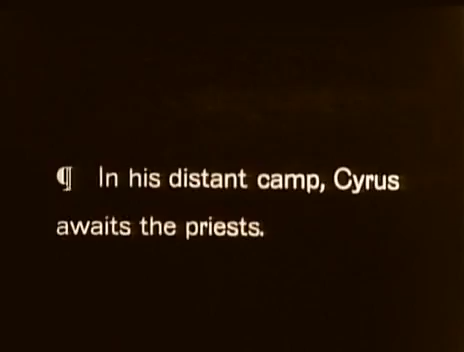 ¶ In his distant camp, Cyrus
awaits the priests.